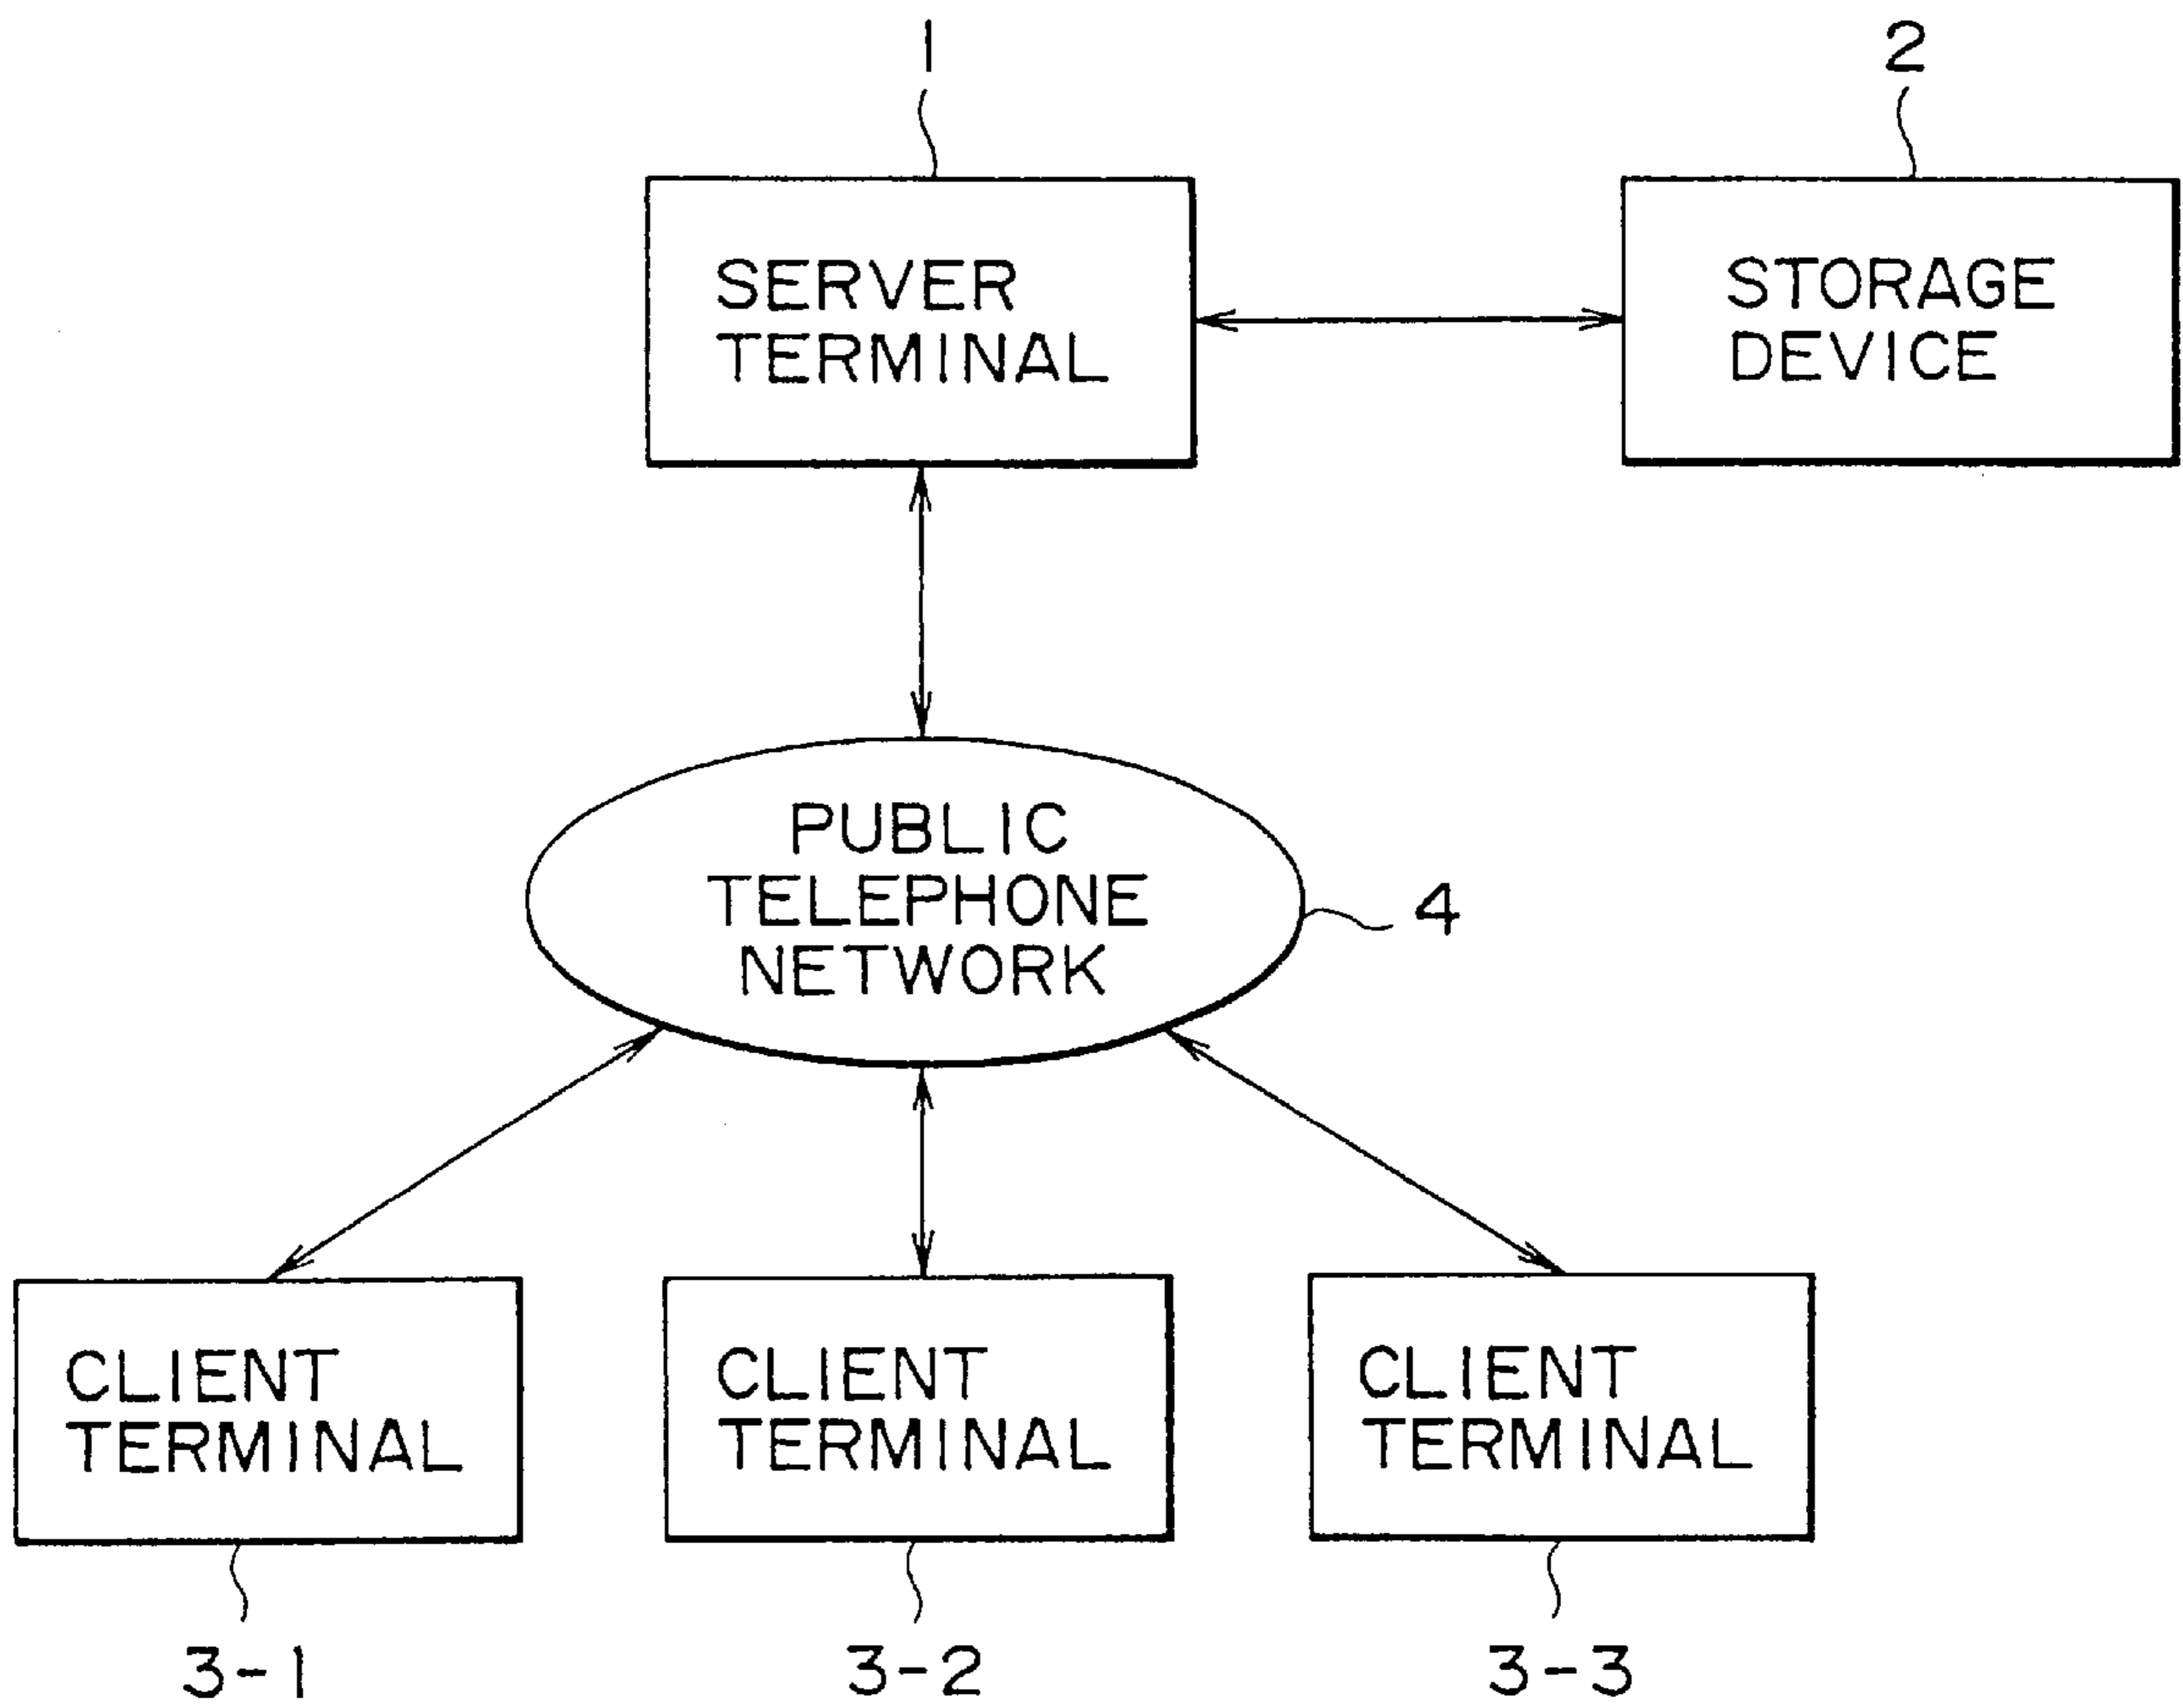 1
2
SERVER
TERMINAL
STORAGE
DEVICE
PUBLIC
TELEPHONE
NETWORK
4
CLIENT
TERMINAL
CLIENT
TERMINAL
CLIENT
TERMINAL
3-1
3-2
3-3